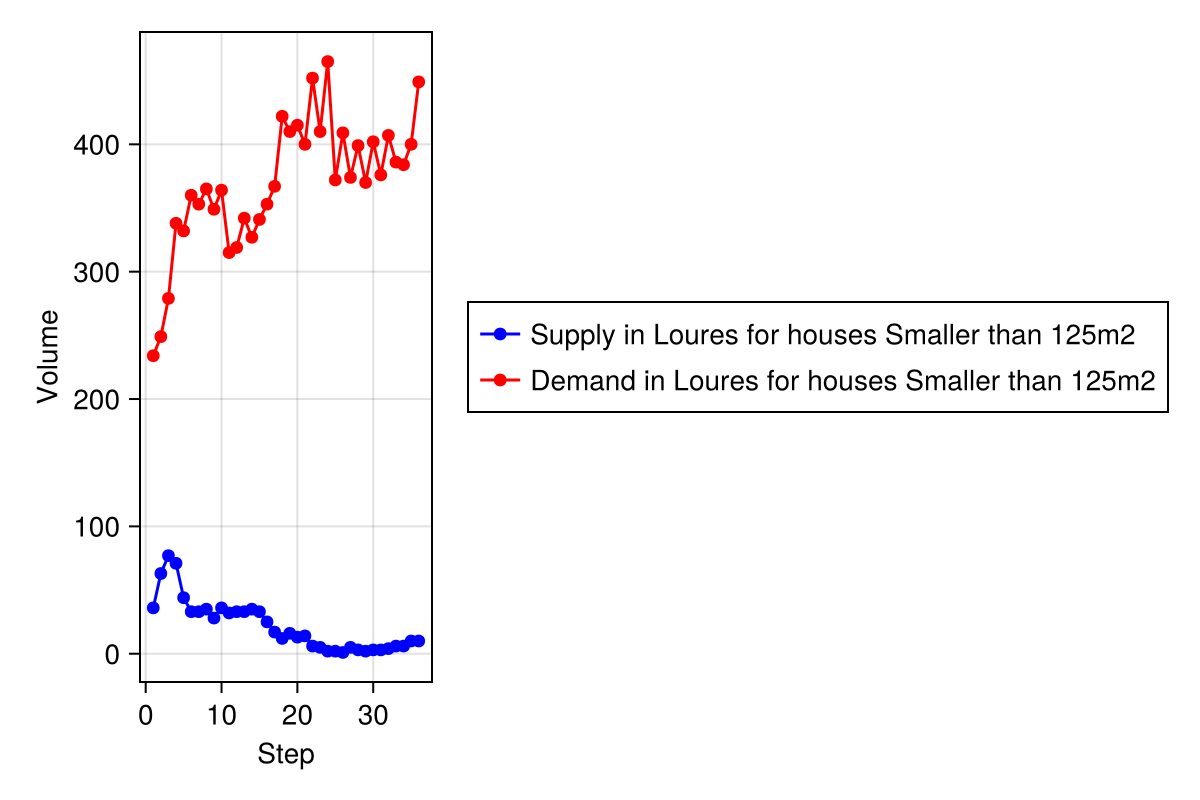 400
300
200
100
0
Volume
0 10 20 30
Step
Supply in Loures for houses Smaller than 125m2
Demand in Loures for houses Smaller than 125m2